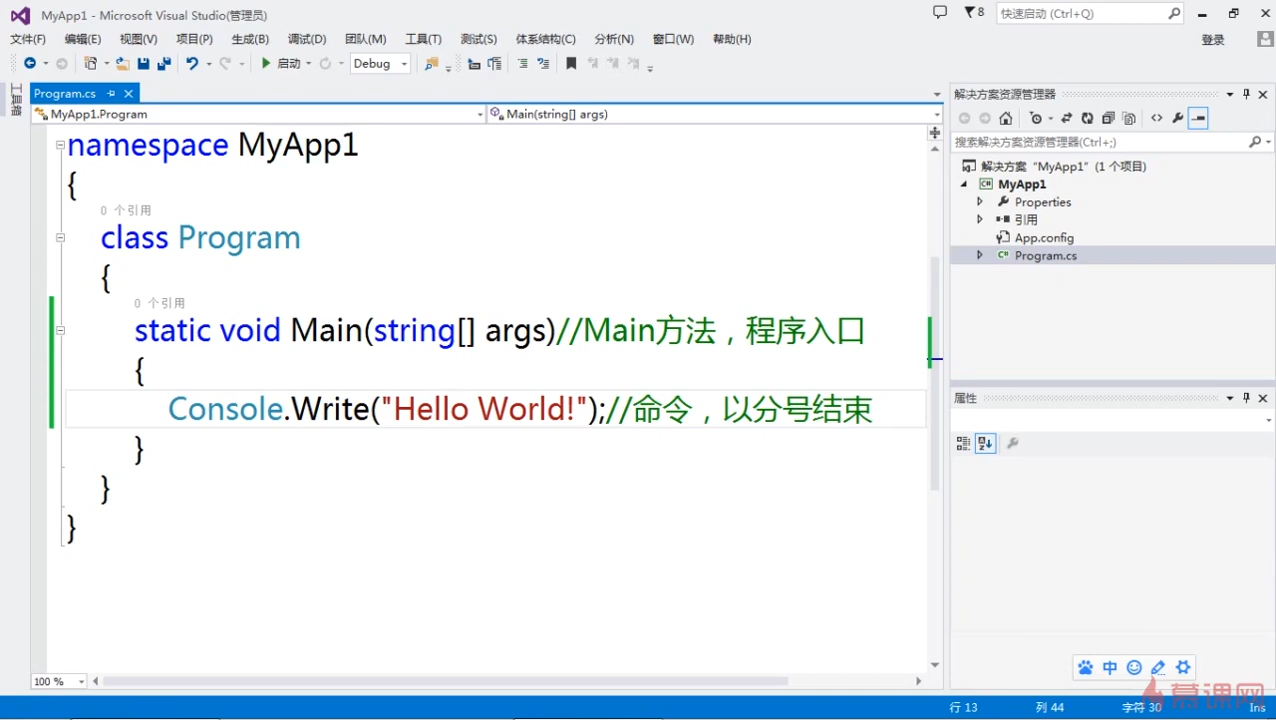 MyApp1 - Microsoft Visual Studio(管理员)
8
快速启动 (Ctrl+Q)
文件(F) 编辑(E) 视图(V) 项目(P) 生成(B) 调试(D) 团队(M) 工具(T) 测试(S) 体系结构(C) 分析(N) 窗口(W) 帮助(H)
登录
启动 Debug
工具箱
Program.cs
MyApp1.Program
Main(string[] args)
namespace MyApp1
{
0 个引用
class Program
{
0 个引用
static void Main(string[] args)//Main方法，程序入口
{
Console.Write("Hello World!");//命令，以分号结束
}
}
}
100 %
解决方案资源管理器
搜索解决方案资源管理器(Ctrl+;)
解决方案 "MyApp1" (1 个项目)
MyApp1
Properties
引用
App.config
Program.cs
属性
中
慕课网
行 13 列 44 字符 30 Ins